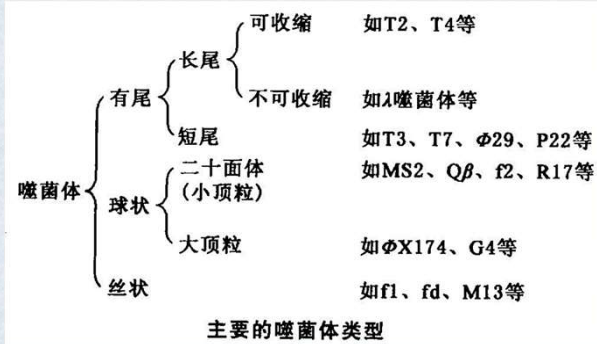 可收缩 如T2、T4等
长尾
有尾
不可收缩 如λ噬菌体等
短尾 如T3、T7、Φ29、P22等
二十面体 如MS2、Qβ、f2、R17等
(小顶粒)
噬菌体
球状
大顶粒 如ΦX174、G4等
丝状 如f1、fd、M13等
主要的噬菌体类型